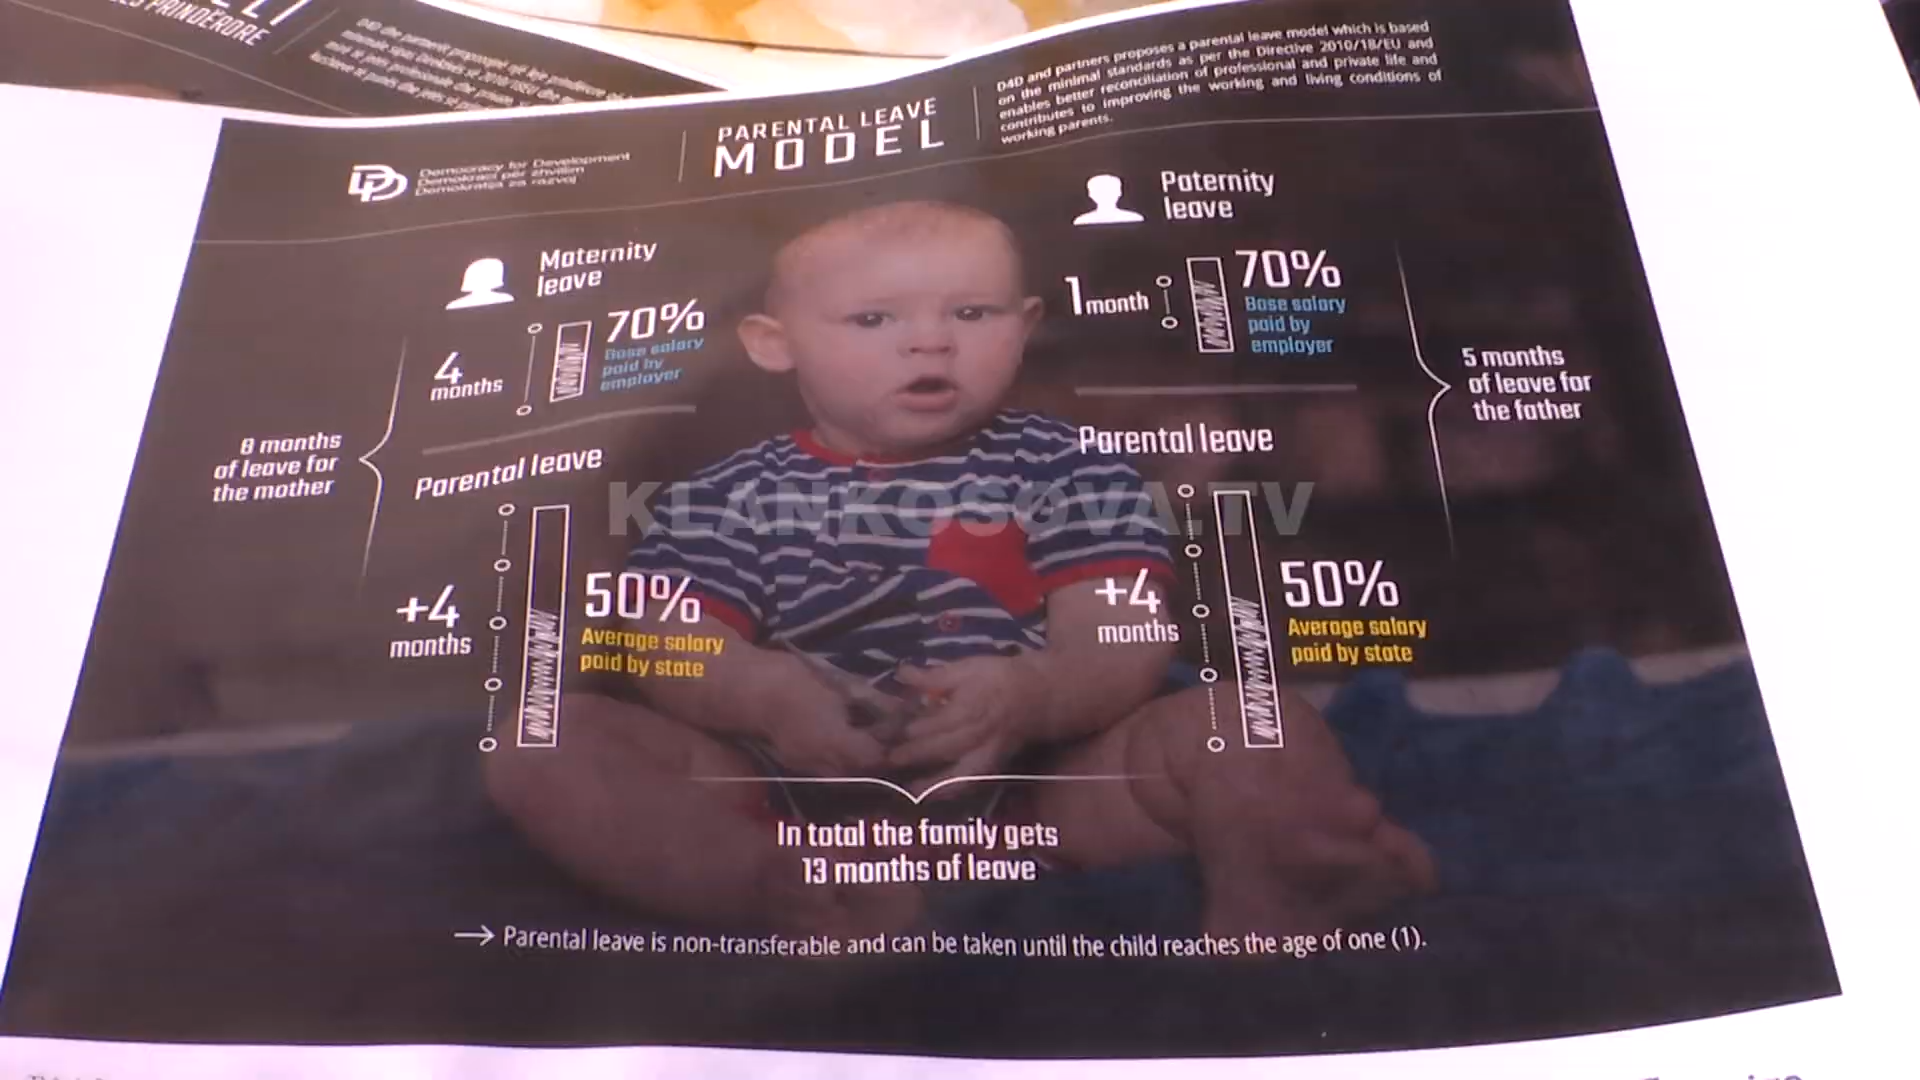 PRINDËRORE
PARENTAL LEAVE
MODEL
D4D and partners proposes a parental leave model which is based
on the minimal standards as per the Directive 2010/18/EU and
enables better reconciliation of professional and private life and
contributes to improving the working and living conditions of
working parents.
Democracy for Development
Demokraci për zhvillim
Demokratija za razvoj
Maternity
leave
4
months
70%
Base salary
paid by
employer
8 months
of leave for
the mother
Parental leave
+4
months
50%
Average salary
paid by state
Paternity
leave
1 month
70%
Base salary
paid by
employer
5 months
of leave for
the father
Parental leave
+4
months
50%
Average salary
paid by state
KLANKOSOVA.TV
In total the family gets
13 months of leave
→ Parental leave is non-transferable and can be taken until the child reaches the age of one (1).